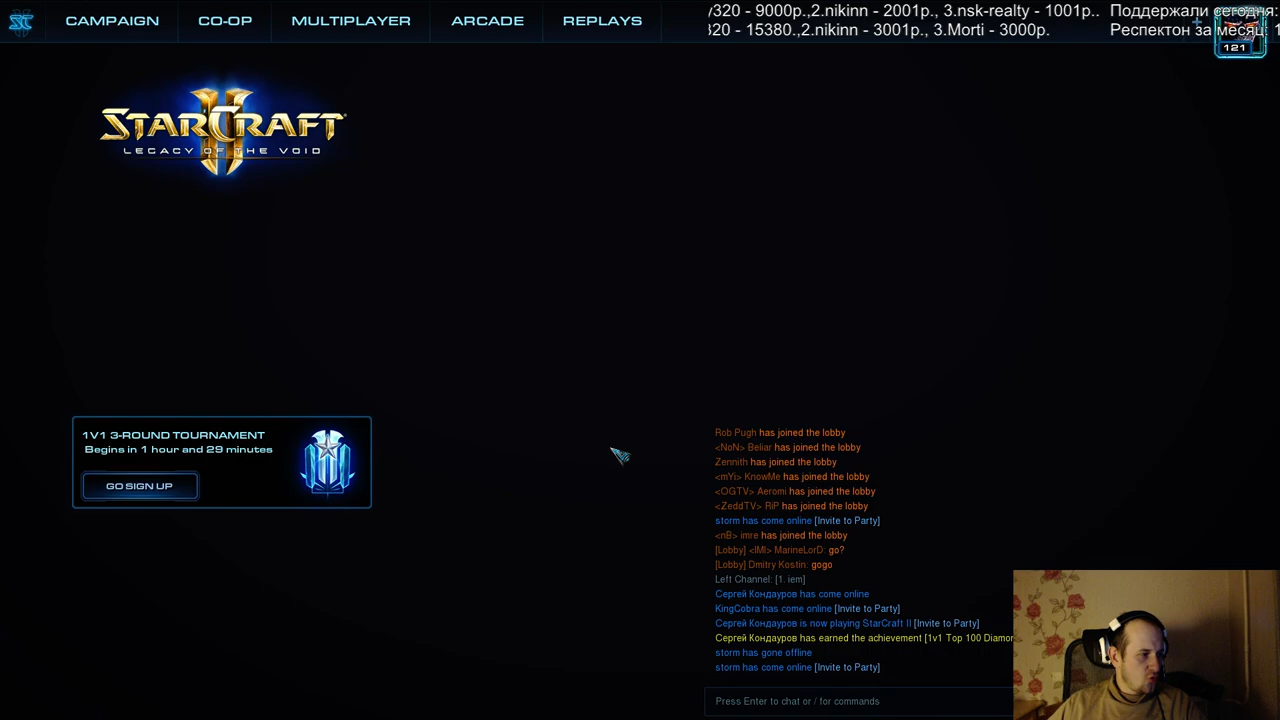 CAMPAIGN CO-OP MULTIPLAYER ARCADE REPLAYS
/320 - 9000р.,2.nikinn - 2001р., 3.nsk-realty - 1001р.. Поддержали сегодня:
320 - 15380.,2.nikinn - 3001р., 3.Morti - 3000р. Респектон за месяц: 1
121
STARCRAFT II
LEGACY OF THE VOID
1V1 3-ROUND TOURNAMENT
Begins in 1 hour and 29 minutes
GO SIGN UP
Rob Pugh has joined the lobby
<NoN> Beliar has joined the lobby
Zennith has joined the lobby
<mYi> KnowMe has joined the lobby
<OGTV> Aeromi has joined the lobby
<ZeddTV> RiP has joined the lobby
storm has come online [Invite to Party]
<nB> imre has joined the lobby
[Lobby] <IMI> MarineLorD: go?
[Lobby] Dmitry Kostin: gogo
Left Channel: [1. iem]
Сергей Кондауров has come online
KingCobra has come online [Invite to Party]
Сергей Кондауров is now playing StarCraft II [Invite to Party]
Сергей Кондауров has earned the achievement [1v1 Top 100 Diamon
storm has gone offline
storm has come online [Invite to Party]
Press Enter to chat or / for commands